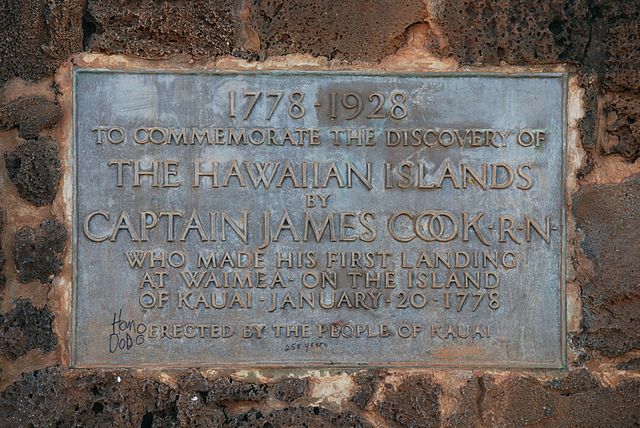 1778 · 1928
TO COMMEMORATE THE DISCOVERY OF
THE HAWAIIAN ISLANDS
BY
CAPTAIN JAMES COOK · R · N ·
WHO MADE HIS FIRST LANDING
AT WAIMEA · ON THE ISLAND
OF KAUAI · JANUARY · 20 · 1778
ERECTED BY THE PEOPLE OF KAUAI